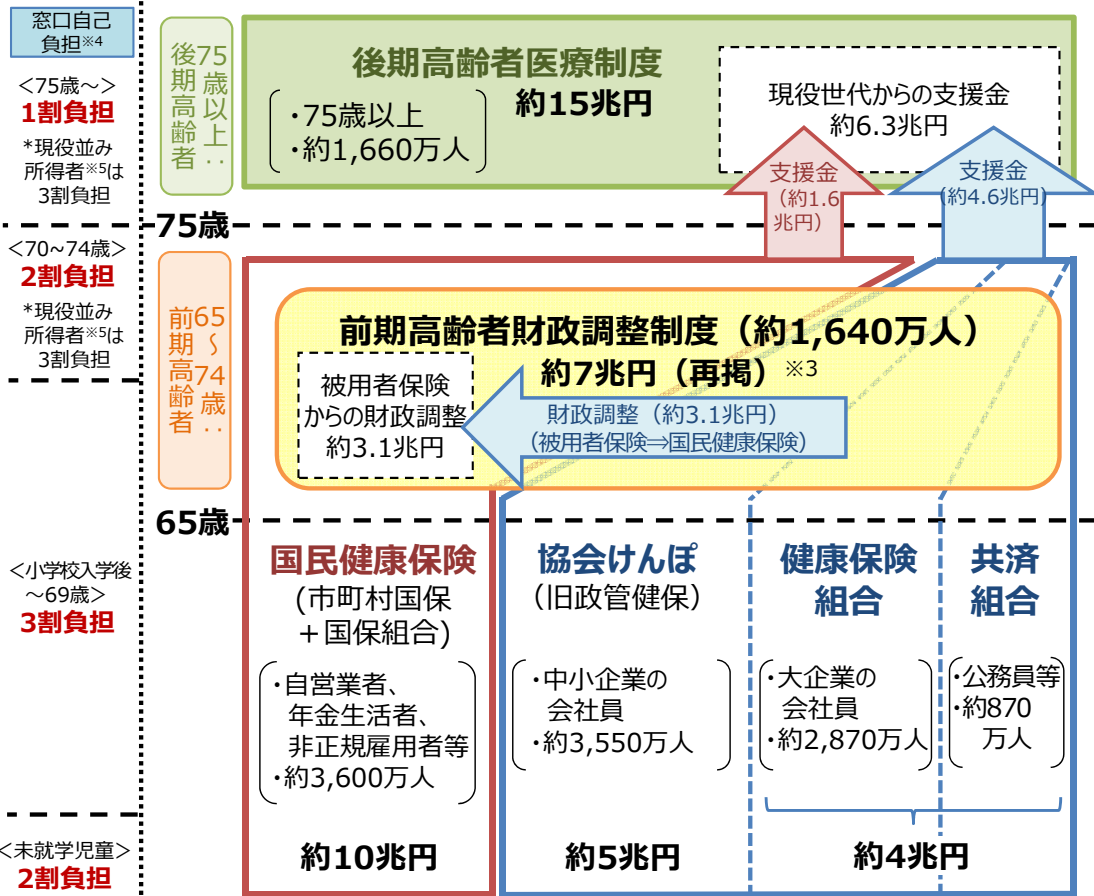 窓口自己
負担※4
<75歳~>
1割負担
*現役並み
所得者※5は
3割負担
<70~74歳>
2割負担
*現役並み
所得者※5は
3割負担
<小学校入学後
~69歳>
3割負担
<未就学児童>
2割負担
75歳以上:
後期高齢者
後期高齢者医療制度
約15兆円
・75歳以上
・約1,660万人
現役世代からの支援金
約6.3兆円
支援金
(約1.6
兆円)
支援金
(約4.6兆円)
75歳
65~74歳:
前期高齢者
前期高齢者財政調整制度(約1,640万人)
約7兆円(再掲)※3
被用者保険
からの財政調整
約3.1兆円
財政調整(約3.1兆円)
(被用者保険⇒国民健康保険)
65歳
国民健康保険
(市町村国保
+国保組合)
・自営業者、
年金生活者、
非正規雇用者等
・約3,600万人
約10兆円
協会けんぽ
(旧政管健保)
・中小企業の
会社員
・約3,550万人
約5兆円
健康保険
組合
・大企業の
会社員
・約2,870万人
共済
組合
・公務員等
・約870
万人
約4兆円